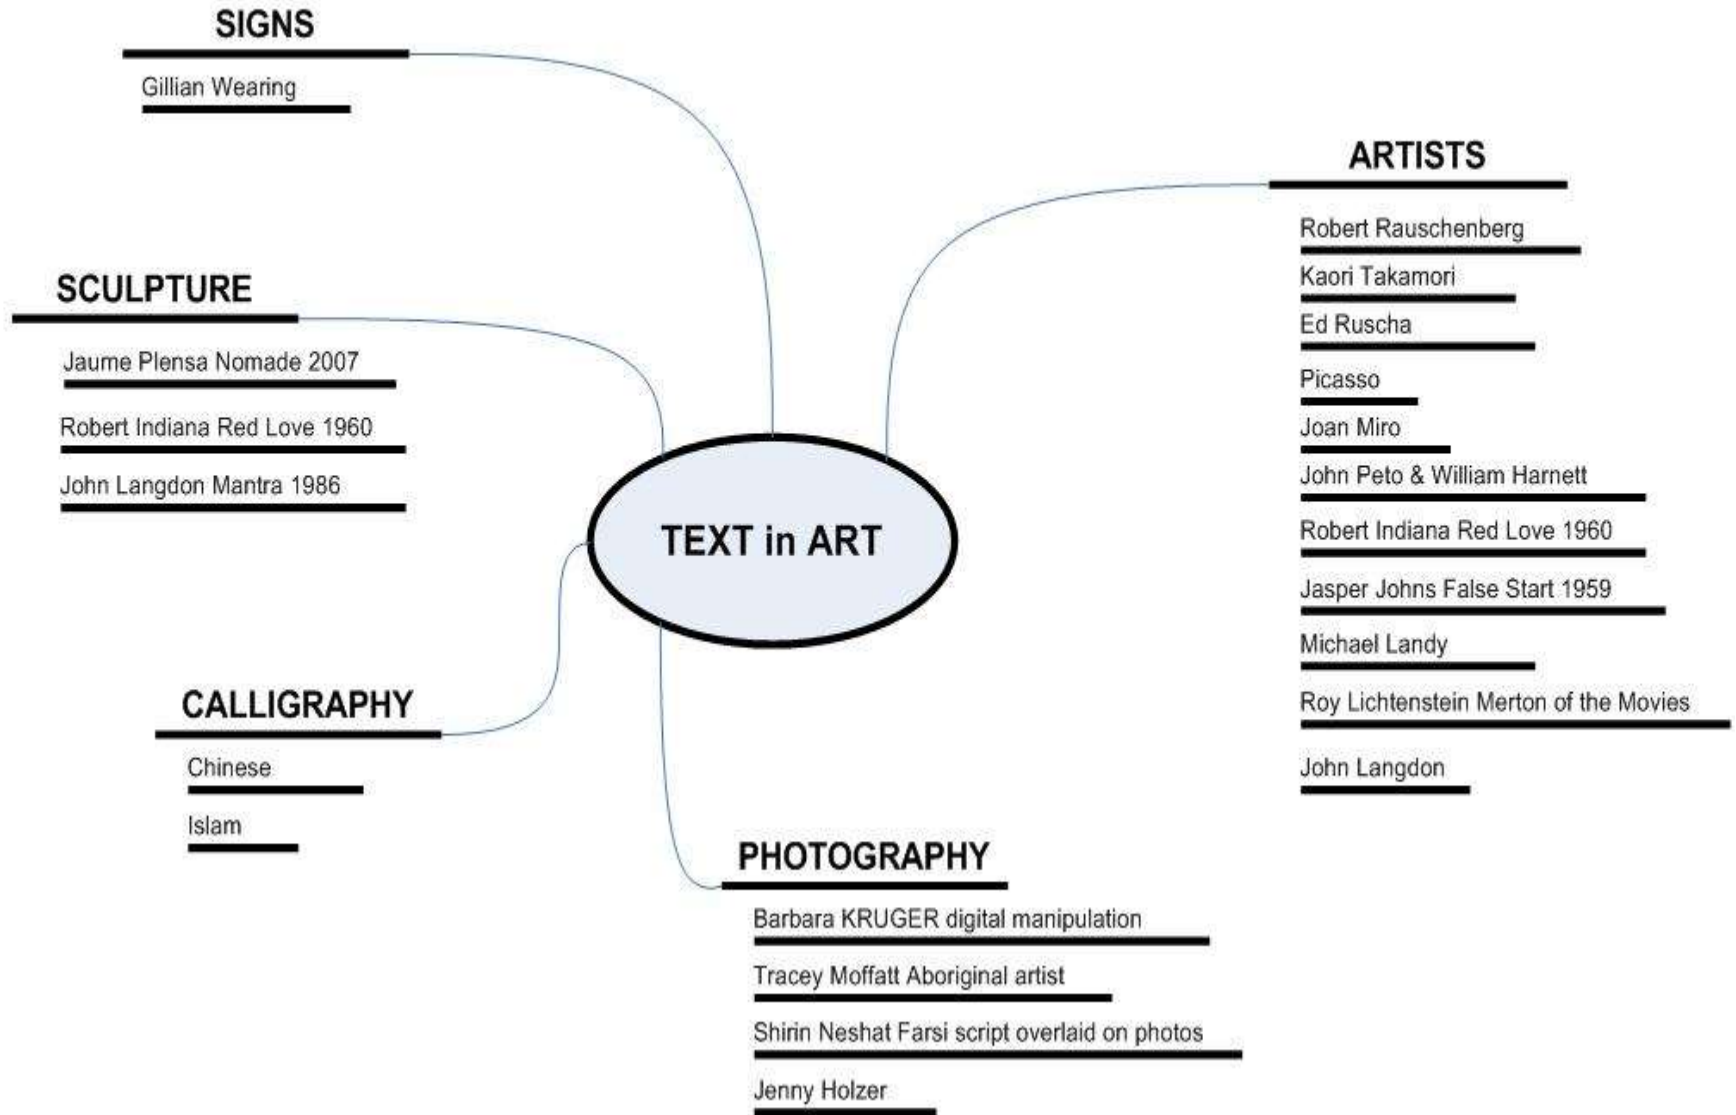 SIGNS
Gillian Wearing
ARTISTS
Robert Rauschenberg
Kaori Takamori
Ed Ruscha
Picasso
Joan Miro
John Peto & William Harnett
Robert Indiana Red Love 1960
Jasper Johns False Start 1959
Michael Landy
Roy Lichtenstein Merton of the Movies
John Langdon
SCULPTURE
Jaume Plensa Nomade 2007
Robert Indiana Red Love 1960
John Langdon Mantra 1986
TEXT in ART
CALLIGRAPHY
Chinese
Islam
PHOTOGRAPHY
Barbara KRUGER digital manipulation
Tracey Moffatt Aboriginal artist
Shirin Neshat Farsi script overlaid on photos
Jenny Holzer